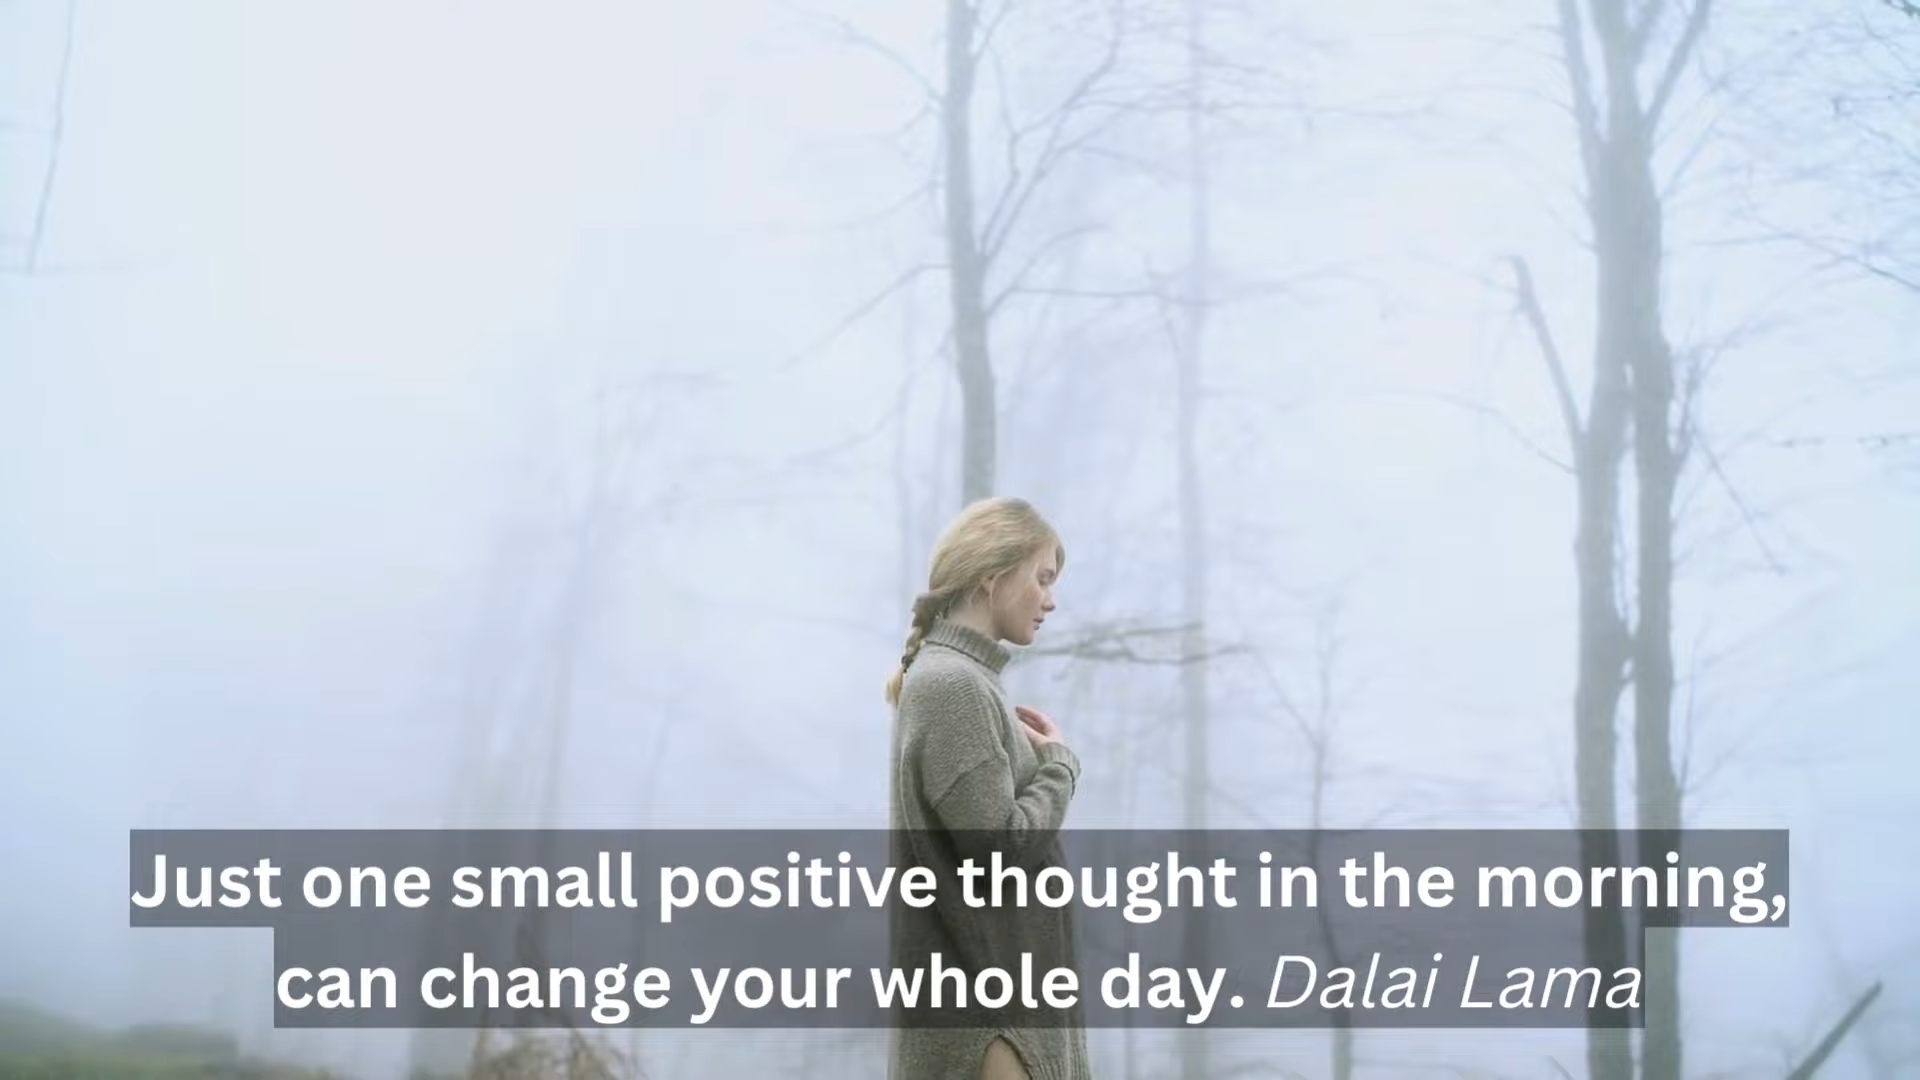 Just one small positive thought in the morning,
can change your whole day. Dalai Lama